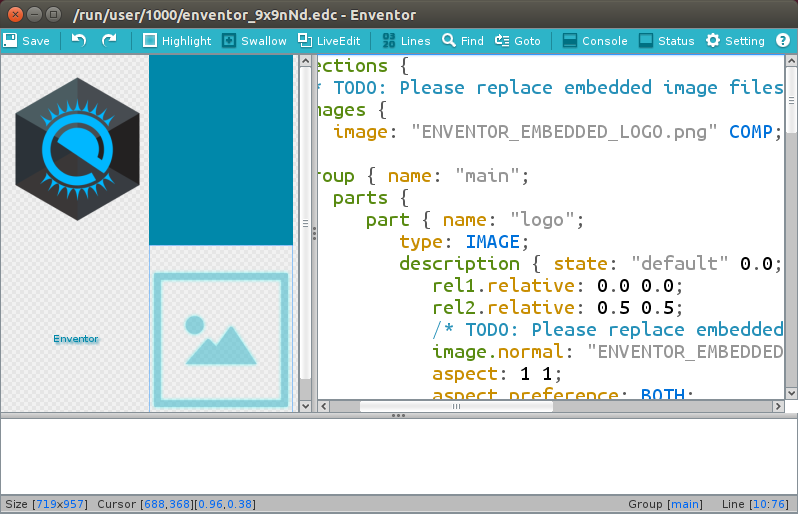 /run/user/1000/enventor_9x9nNd.edc - Enventor
Save Highlight Swallow LiveEdit 03 20 Lines Find Goto Console Status Setting ?
Enventor
ections {
* TODO: Please replace embedded image files
mages {
image: "ENVENTOR_EMBEDDED_LOGO.png" COMP;
roup { name: "main";
parts {
part { name: "logo";
type: IMAGE;
description { state: "default" 0.0;
rel1.relative: 0.0 0.0;
rel2.relative: 0.5 0.5;
/* TODO: Please replace embedded
image.normal: "ENVENTOR_EMBEDDED
aspect: 1 1;
aspect_preference: BOTH;
Size [719x957] Cursor [688,368][0.96,0.38] Group [main] Line [10:76]